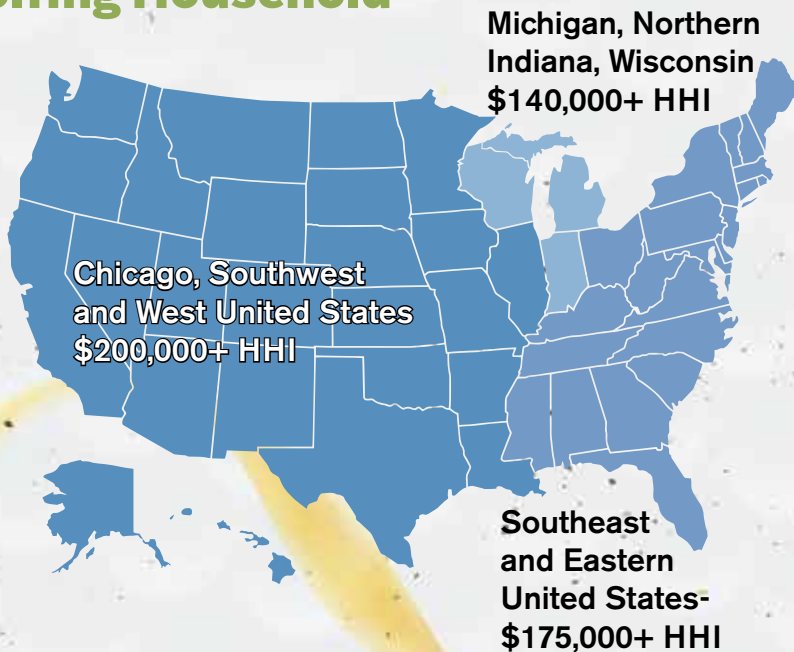 Household
Michigan, Northern
Indiana, Wisconsin
$140,000+ HHI
Chicago, Southwest
and West United States
$200,000+ HHI
Southeast
and Eastern
United States-
$175,000+ HHI